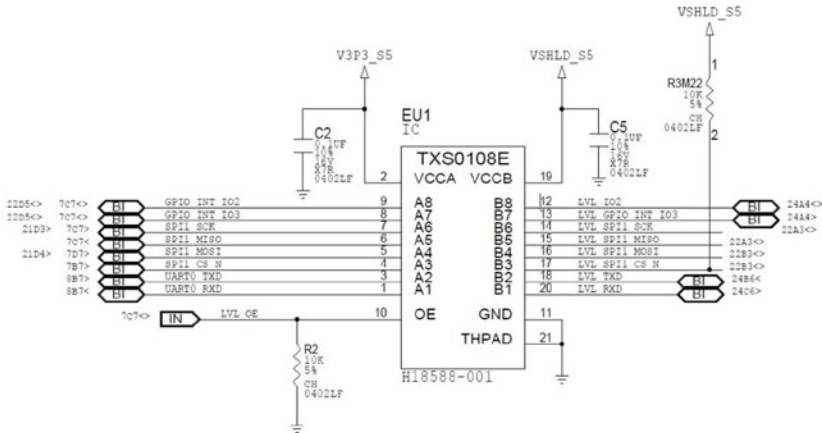 VSHLD_S5
V3P3_S5
VSHLD_S5
1
R3M22
10K
5%
CH
0402LF
2
EU1
IC
C2
0.1UF
10%
16V
X7R
0402LF
C5
0.1UF
10%
16V
X7R
0402LF
TXS0108E
2 VCCA VCCB 19
22D5<> 7C7<> BI GPIO INT IO2 9 A8 B8 12 LVL IO2 BI 24A4<>
22D5<> 7C7<> BI GPIO INT IO3 8 A7 B7 13 LVL GPIO INT IO3 BI 24A4>
21D3> 7C7> BI SPI1 SCK 7 A6 B6 14 LVL SPI1 SCK 22A3<>
7C7< BI SPI1 MISO 6 A5 B5 15 LVL SPI1 MISO 22A3<>
21D4> 7D7> BI SPI1 MOSI 5 A4 B4 16 LVL SPI1 MOSI 22B3<>
7B7> BI SPI1 CS N 4 A3 B3 17 LVL SPI1 CS N 22B3<>
8B7> BI UART0 TXD 3 A2 B2 18 LVL TXD BI 24B6<
8B7< BI UART0 RXD 1 A1 B1 20 LVL RXD BI 24C6>
7C7<> IN LVL OE 10 OE GND 11
THPAD 21
R2
10K
5%
CH
0402LF
H18588-001